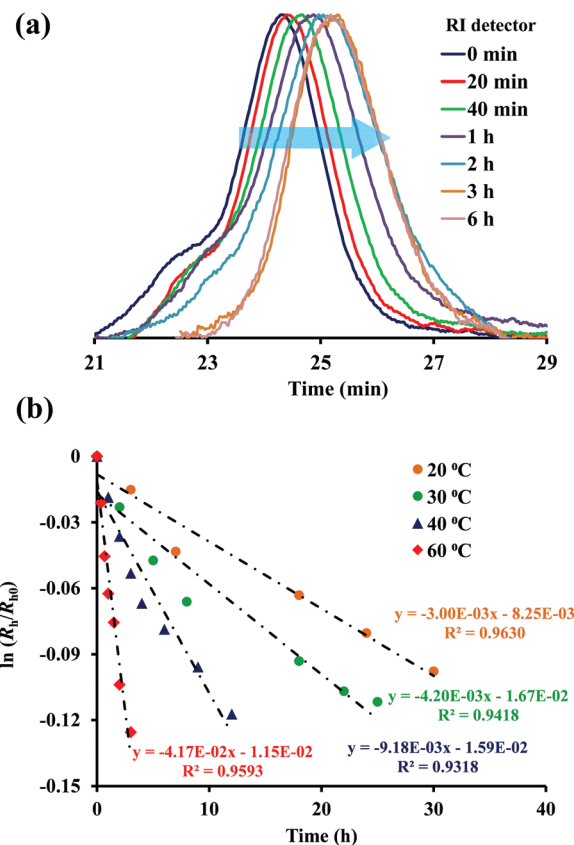 (a)
RI detector
0 min
20 min
40 min
1 h
2 h
3 h
6 h
21 23 25 27 29
Time (min)
(b)
0
-0.03
-0.06
-0.09
-0.12
-0.15
ln (Rh/Rh0)
20 ⁰C
30 ⁰C
40 ⁰C
60 ⁰C
y = -3.00E-03x - 8.25E-03
R² = 0.9630
y = -4.20E-03x - 1.67E-02
R² = 0.9418
y = -4.17E-02x - 1.15E-02
R² = 0.9593
y = -9.18E-03x - 1.59E-02
R² = 0.9318
0 10 20 30 40
Time (h)